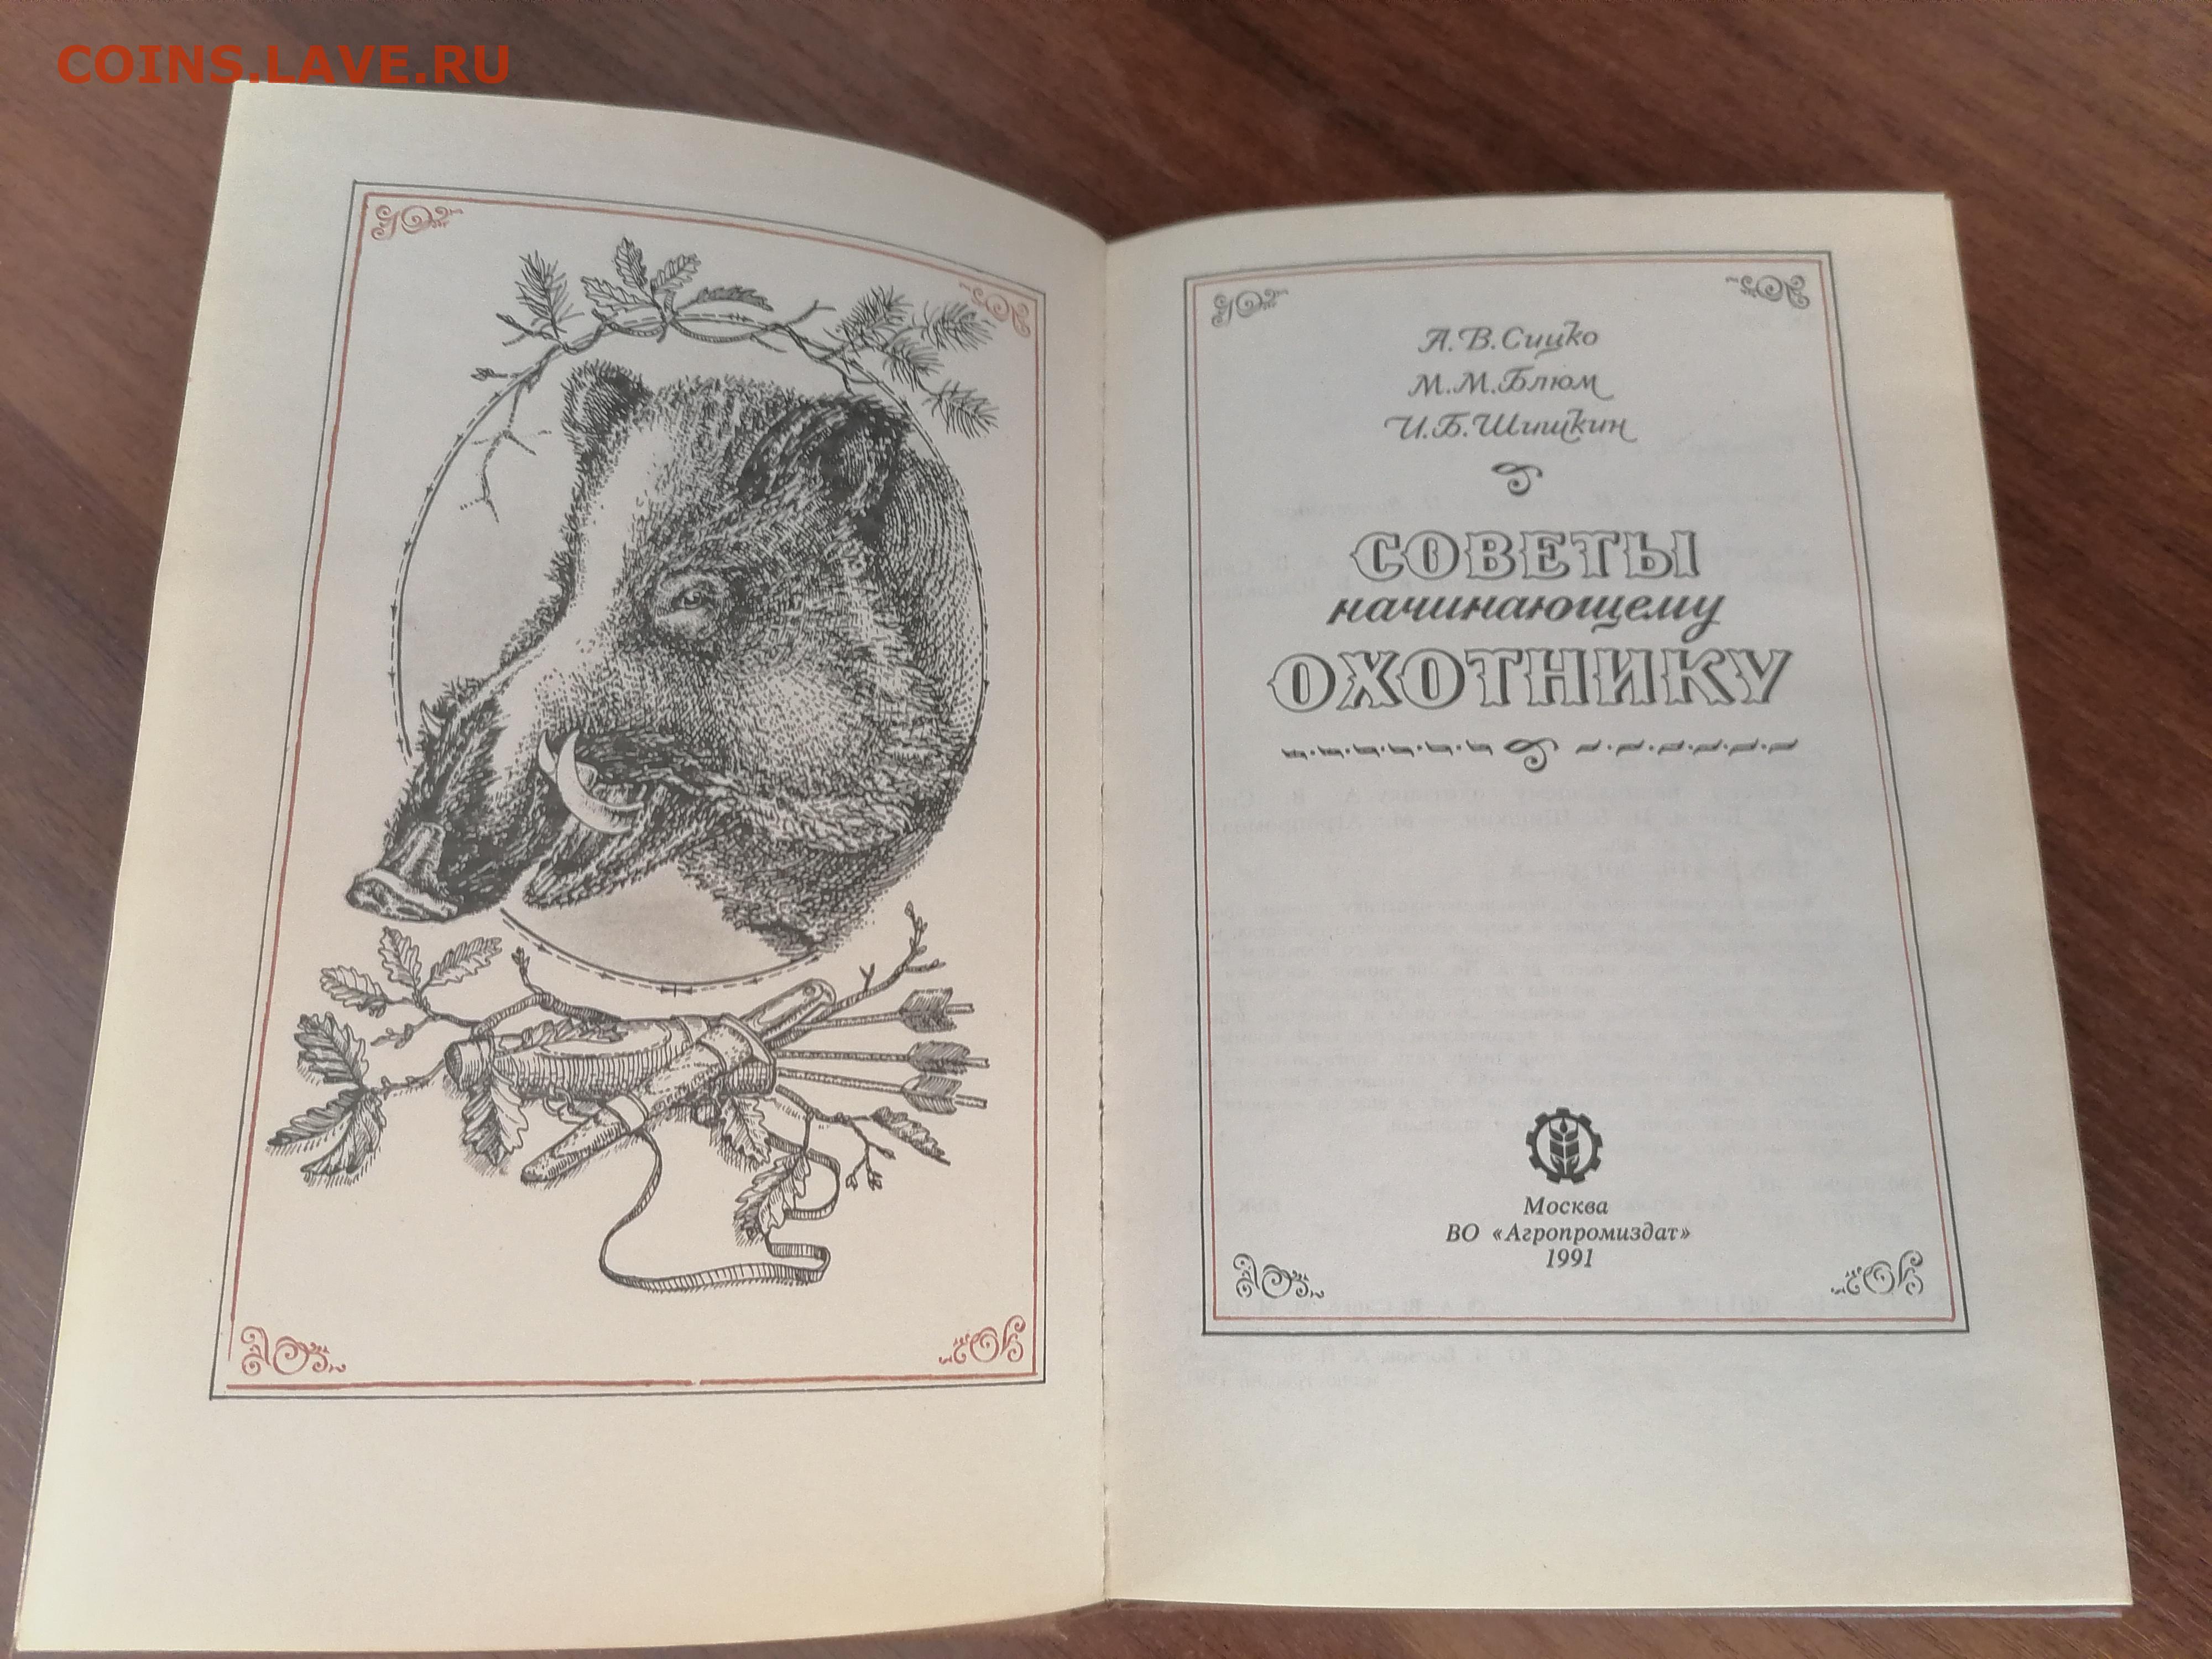 COINS.LAVE.RU
А.В.Сицко
М.М.Блюм
И.Б.Шишкин
СОВЕТЫ
начинающему
ОХОТНИКУ
Москва
ВО «Агропромиздат»
1991